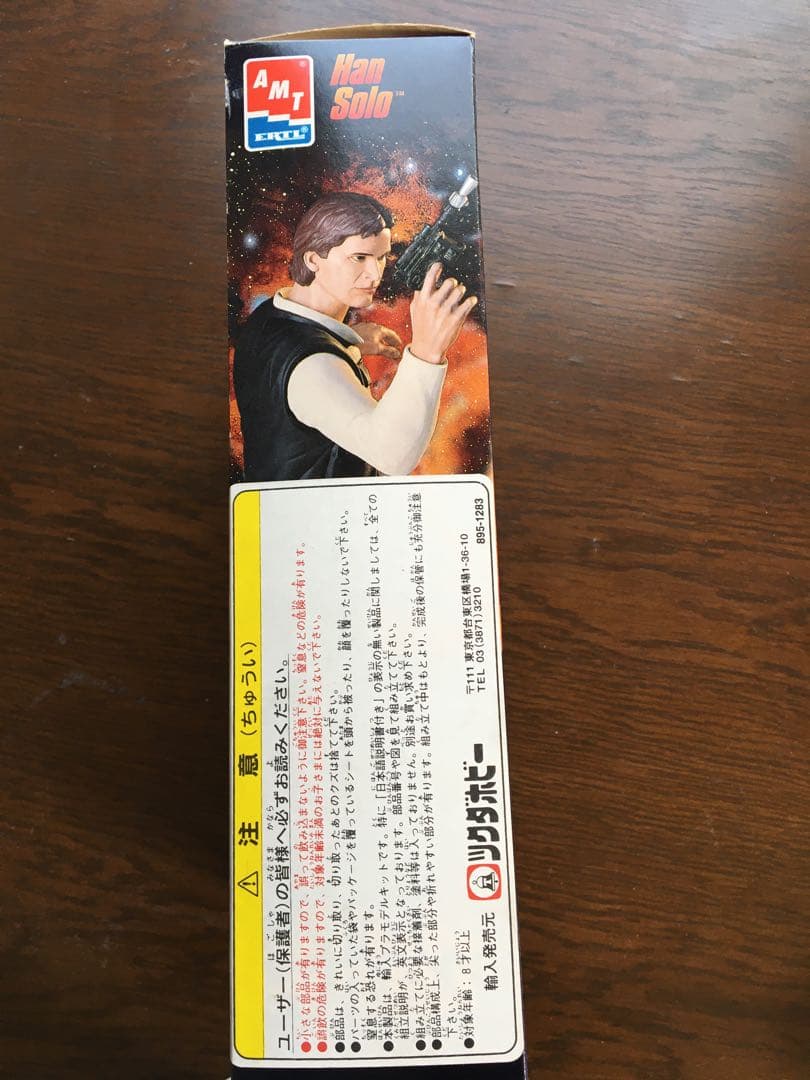 AMT®
ERTL®
Han
Solo™
⚠ 注 意 (ちゅうい)
ユーザー(保護者)の皆様へ必ずお読みください。
●小さな部品が有りますので、誤って飲み込まないように御注意下さい。窒息などの危険が有ります。
●誤飲の危険が有りますので、対象年齢未満のお子さまには絶対に与えないで下さい。
●部品は、きれいに切り取り、切り取ったあとのクズは捨てて下さい。
●パーツの入っていた袋やパッケージを覆っているシートを頭から被ったり、顔を覆ったりしないで下さい。
窒息する恐れが有ります。
●本製品は、輸入プラモデルキットです。特に「日本語説明書付き」の表示の無い製品に関しましては、全ての
組立説明が、英文表示となっております。部品番号や図を見て組み立てて下さい。
●組み立てに必要な接着剤、塗料等は入っておりません。別途お買い求め下さい。
●部品構成上、尖った部分や折れやすい部分が有ります。組み立て中はもとより、完成後の保管にも充分御注意
下さい。
●対象年齢：8才以上
輸入発売元 ツクダホビー
〒111 東京都台東区橋場1-36-10
TEL 03(3871)3210
895-1283